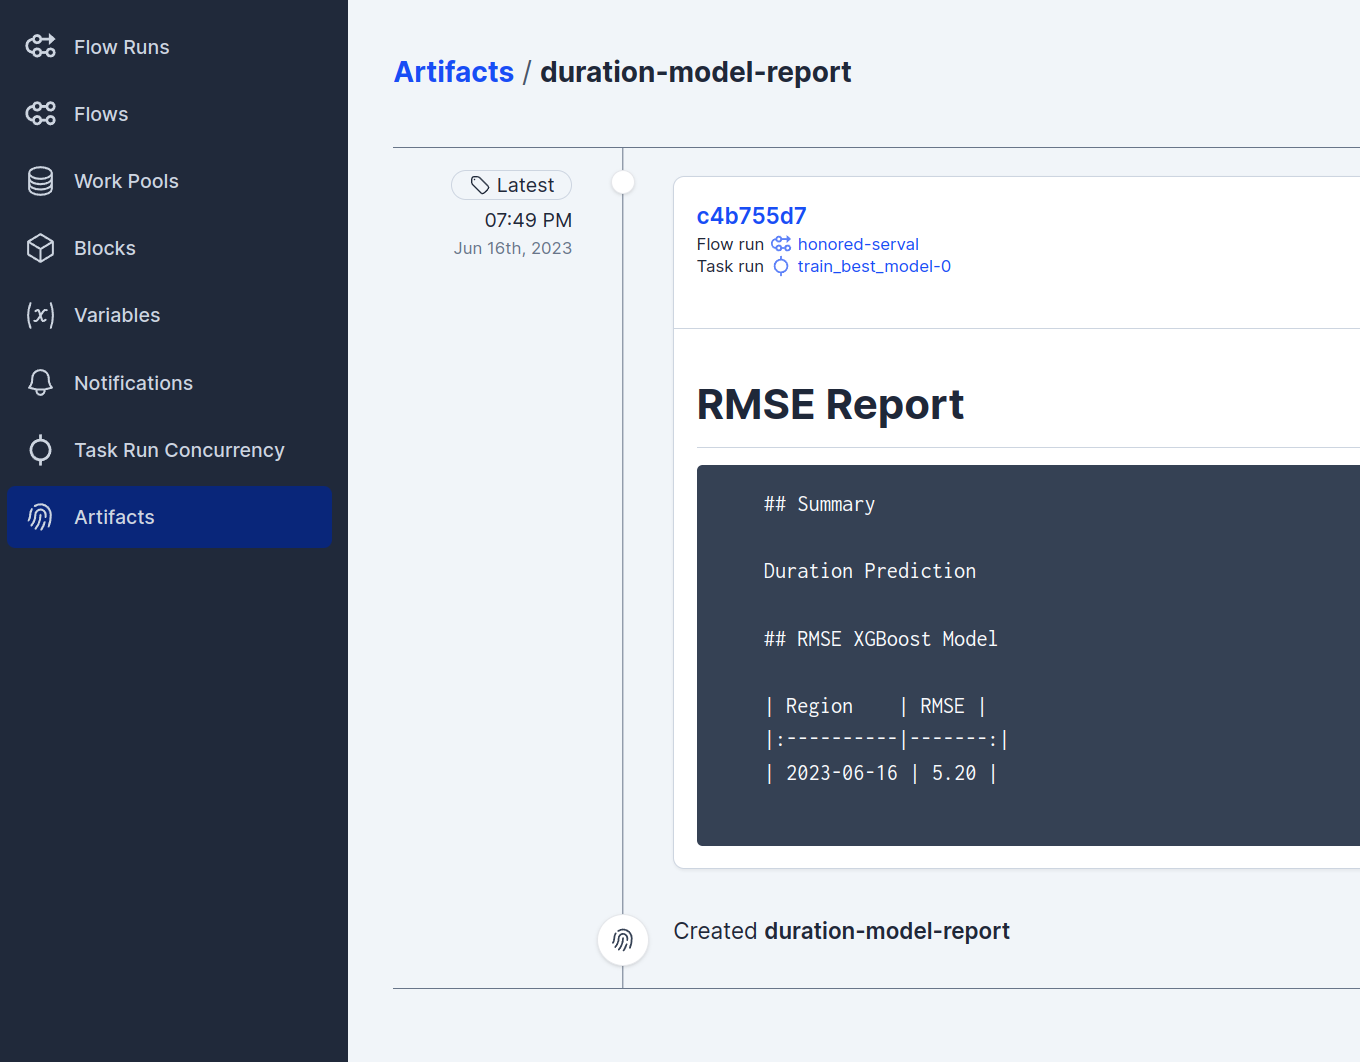 Flow Runs
Flows
Work Pools
Blocks
(x) Variables
Notifications
Task Run Concurrency
Artifacts
Artifacts / duration-model-report
Latest
07:49 PM
Jun 16th, 2023
c4b755d7
Flow run honored-serval
Task run train_best_model-0
RMSE Report
## Summary
Duration Prediction
## RMSE XGBoost Model
| Region    | RMSE |
|:----------|-------:|
| 2023-06-16 | 5.20 |
Created duration-model-report